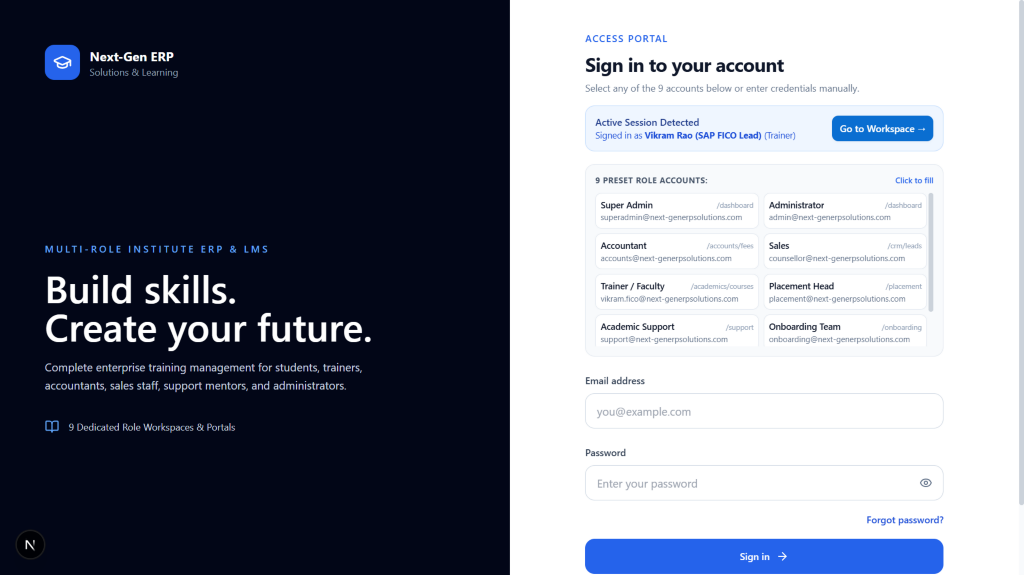 Next-Gen ERP
Solutions & Learning
MULTI-ROLE INSTITUTE ERP & LMS
Build skills.
Create your future.
Complete enterprise training management for students, trainers,
accountants, sales staff, support mentors, and administrators.
9 Dedicated Role Workspaces & Portals
N
ACCESS PORTAL
Sign in to your account
Select any of the 9 accounts below or enter credentials manually.
Active Session Detected
Signed in as Vikram Rao (SAP FICO Lead) (Trainer)
Go to Workspace →
9 PRESET ROLE ACCOUNTS:
Click to fill
Super Admin /dashboard
superadmin@next-generpsolutions.com
Administrator /dashboard
admin@next-generpsolutions.com
Accountant /accounts/fees
accounts@next-generpsolutions.com
Sales /crm/leads
counsellor@next-generpsolutions.com
Trainer / Faculty /academics/courses
vikram.fico@next-generpsolutions.com
Placement Head /placement
placement@next-generpsolutions.com
Academic Support /support
support@next-generpsolutions.com
Onboarding Team /onboarding
onboarding@next-generpsolutions.com
Email address
you@example.com
Password
Enter your password
Forgot password?
Sign in →